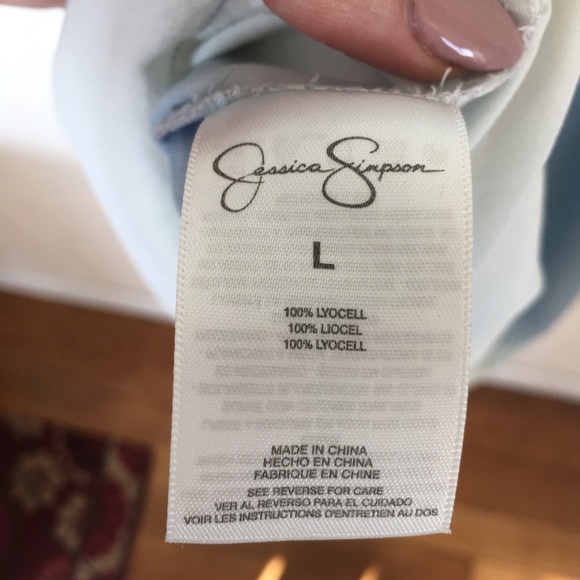 Jessica Simpson
L
100% LYOCELL
100% LIOCEL
100% LYOCELL
MADE IN CHINA
HECHO EN CHINA
FABRIQUE EN CHINE
SEE REVERSE FOR CARE
VER AL REVERSO PARA EL CUIDADO
VOIR LES INSTRUCTIONS D'ENTRETIEN AU DOS